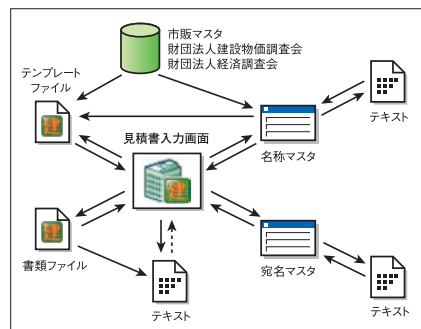 市販マスタ
財団法人建設物価調査会
財団法人経済調査会
テンプレート
ファイル
建
見積書入力画面
名称マスタ
テキスト
建
建
書類ファイル
テキスト
宛名マスタ
テキスト